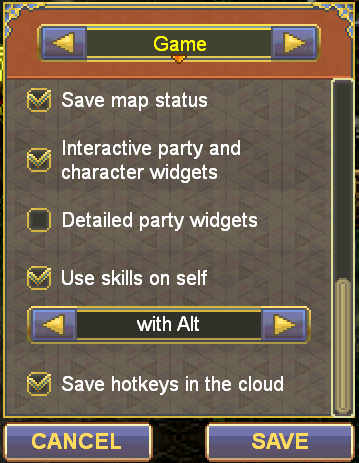 Game
Save map status
Interactive party and
character widgets
Detailed party widgets
Use skills on self
with Alt
Save hotkeys in the cloud
CANCEL
SAVE